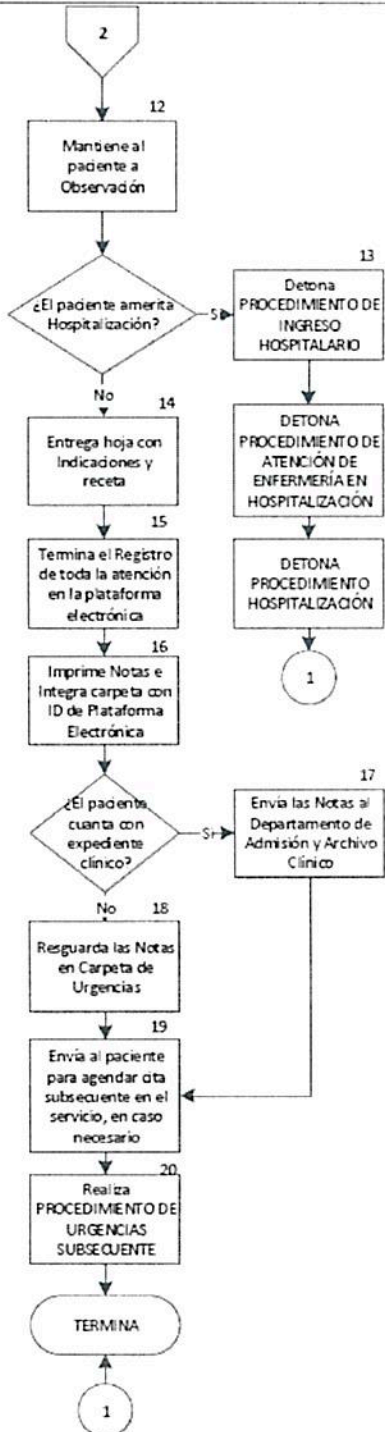 2
12
Mantiene al
paciente a
Observación
¿El paciente amerita
Hospitalización?
Si
13
Detona
PROCEDIMIENTO DE
INGRESO
HOSPITALARIO
No
14
Entrega hoja con
Indicaciones y
receta
DETONA
PROCEDIMIENTO DE
ATENCIÓN DE
ENFERMERÍA EN
HOSPITALIZACIÓN
15
Termina el Registro
de toda la atención
en la plataforma
electrónica
DETONA
PROCEDIMIENTO
HOSPITALIZACIÓN
16
Imprime Notas e
Integra carpeta con
ID de Plataforma
Electrónica
1
¿El paciente
cuanta con
expediente
clínico?
Si
17
Envía las Notas al
Departamento de
Admisión y Archivo
Clínico
No
18
Resguarda las Notas
en Carpeta de
Urgencias
19
Envía al paciente
para agendar cita
subsecuente en el
servicio, en caso
necesario
20
Realiza
PROCEDIMIENTO DE
URGENCIAS
SUBSECUENTE
TERMINA
1